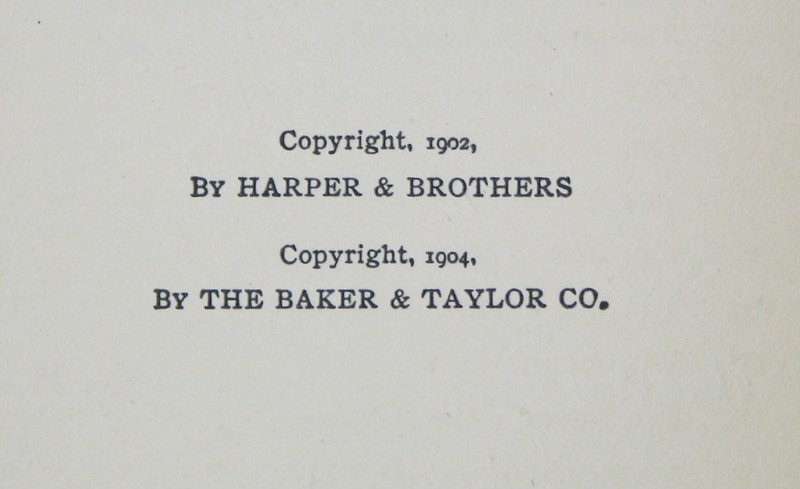 Copyright, 1902,
By HARPER & BROTHERS
Copyright, 1904,
By THE BAKER & TAYLOR CO.